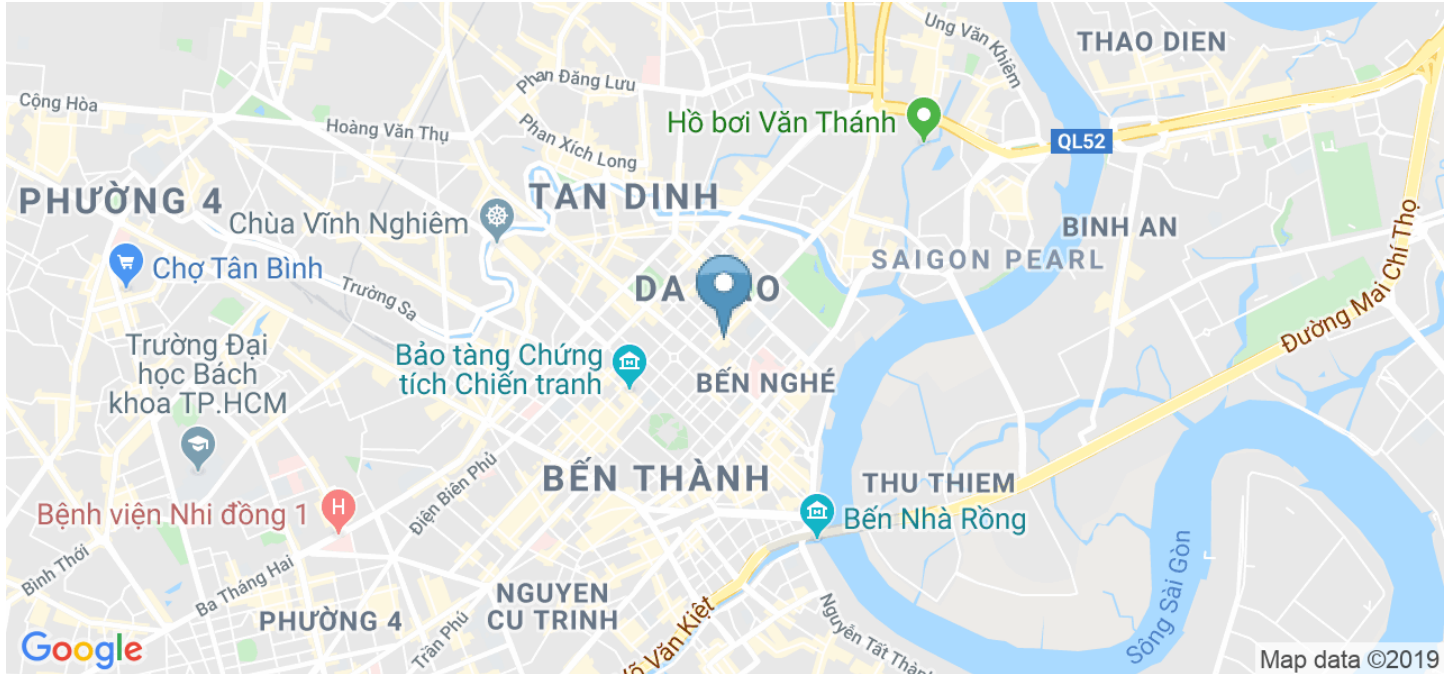 Ung Văn Khiêm
THAO DIEN
Phan Đăng Lưu
Cộng Hòa
Hoàng Văn Thụ
Phan Xích Long
Hồ bơi Văn Thánh
QL52
PHƯỜNG 4
TAN DINH
Chùa Vĩnh Nghiêm
BINH AN
SAIGON PEARL
Đường Mai Chí Thọ
Chợ Tân Bình
Trường Sa
DA
O
Trường Đại
học Bách
khoa TP.HCM
Bảo tàng Chứng
tích Chiến tranh
BẾN NGHÉ
BẾN THÀNH
Điện Biên Phủ
THU THIEM
Bệnh viện Nhi đồng 1
H
Bến Nhà Rồng
Bình Thới
Ba Tháng Hai
Sông Sài Gòn
NGUYEN
CU TRINH
PHƯỜNG 4
Trần Phú
Võ Văn Kiệt
Nguyễn Tất Thành
Google
Map data ©2019